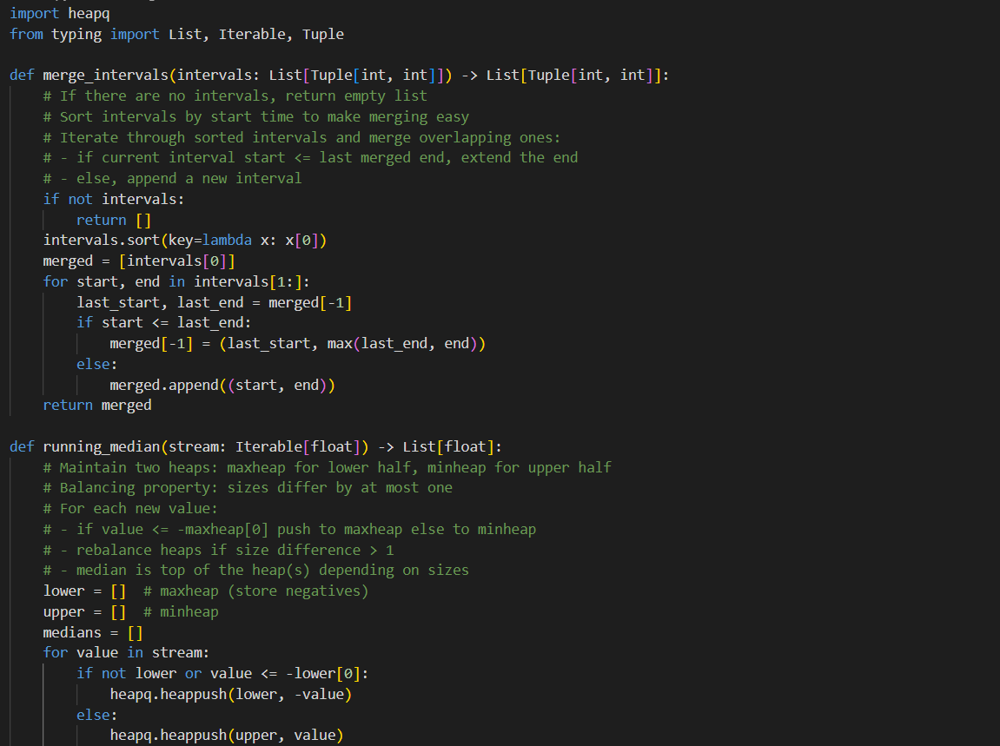 import heapq
from typing import List, Iterable, Tuple

def merge_intervals(intervals: List[Tuple[int, int]]) -> List[Tuple[int, int]]:
    # If there are no intervals, return empty list
    # Sort intervals by start time to make merging easy
    # Iterate through sorted intervals and merge overlapping ones:
    # - if current interval start <= last merged end, extend the end
    # - else, append a new interval
    if not intervals:
        return []
    intervals.sort(key=lambda x: x[0])
    merged = [intervals[0]]
    for start, end in intervals[1:]:
        last_start, last_end = merged[-1]
        if start <= last_end:
            merged[-1] = (last_start, max(last_end, end))
        else:
            merged.append((start, end))
    return merged

def running_median(stream: Iterable[float]) -> List[float]:
    # Maintain two heaps: maxheap for lower half, minheap for upper half
    # Balancing property: sizes differ by at most one
    # For each new value:
    # - if value <= -maxheap[0] push to maxheap else to minheap
    # - rebalance heaps if size difference > 1
    # - median is top of the heap(s) depending on sizes
    lower = []  # maxheap (store negatives)
    upper = []  # minheap
    medians = []
    for value in stream:
        if not lower or value <= -lower[0]:
            heapq.heappush(lower, -value)
        else:
            heapq.heappush(upper, value)